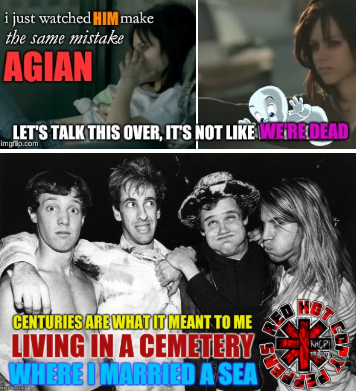 i just watched HIM make
the same mistake
AGIAN
LET'S TALK THIS OVER, IT'S NOT LIKE WE'RE DEAD
imgflip.com
CENTURIES ARE WHAT IT MEANT TO ME
LIVING IN A CEMETERY
WHERE I MARRIED A SEA
RED HOT CHILI PEPPERS